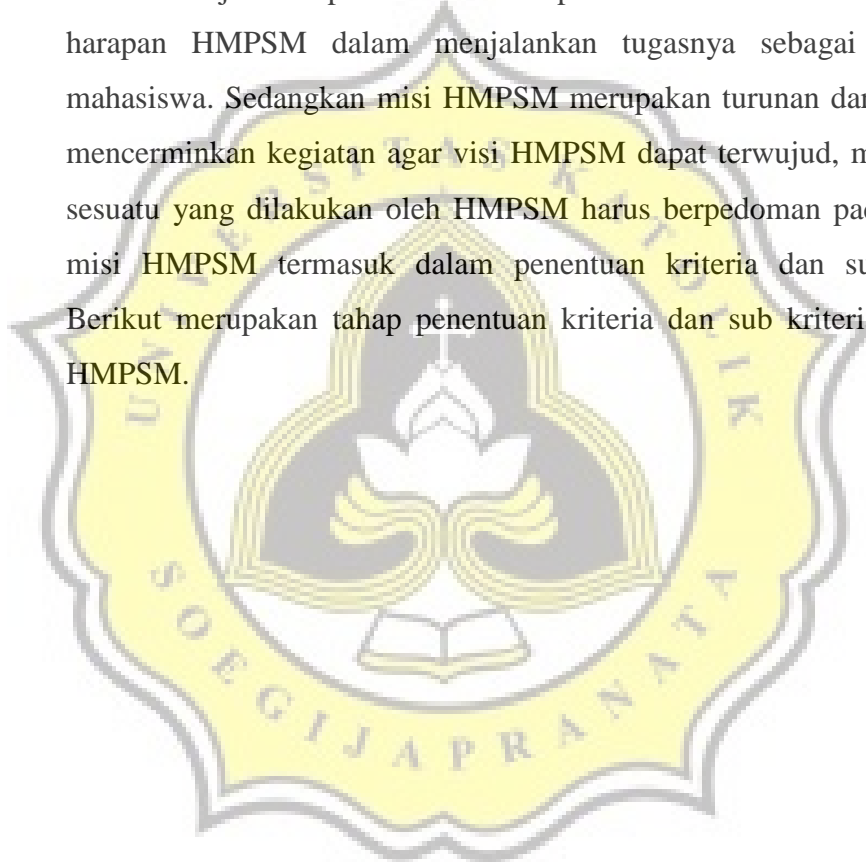 harapan HMPSM dalam menjalankan tugasnya sebagai
mahasiswa. Sedangkan misi HMPSM merupakan turunan dar
mencerminkan kegiatan agar visi HMPSM dapat terwujud, m
sesuatu yang dilakukan oleh HMPSM harus berpedoman pa
misi HMPSM termasuk dalam penentuan kriteria dan su
Berikut merupakan tahap penentuan kriteria dan sub kriteri
HMPSM.
UNIVERSITAS KATOLIK
SOEGIJAPRANATA